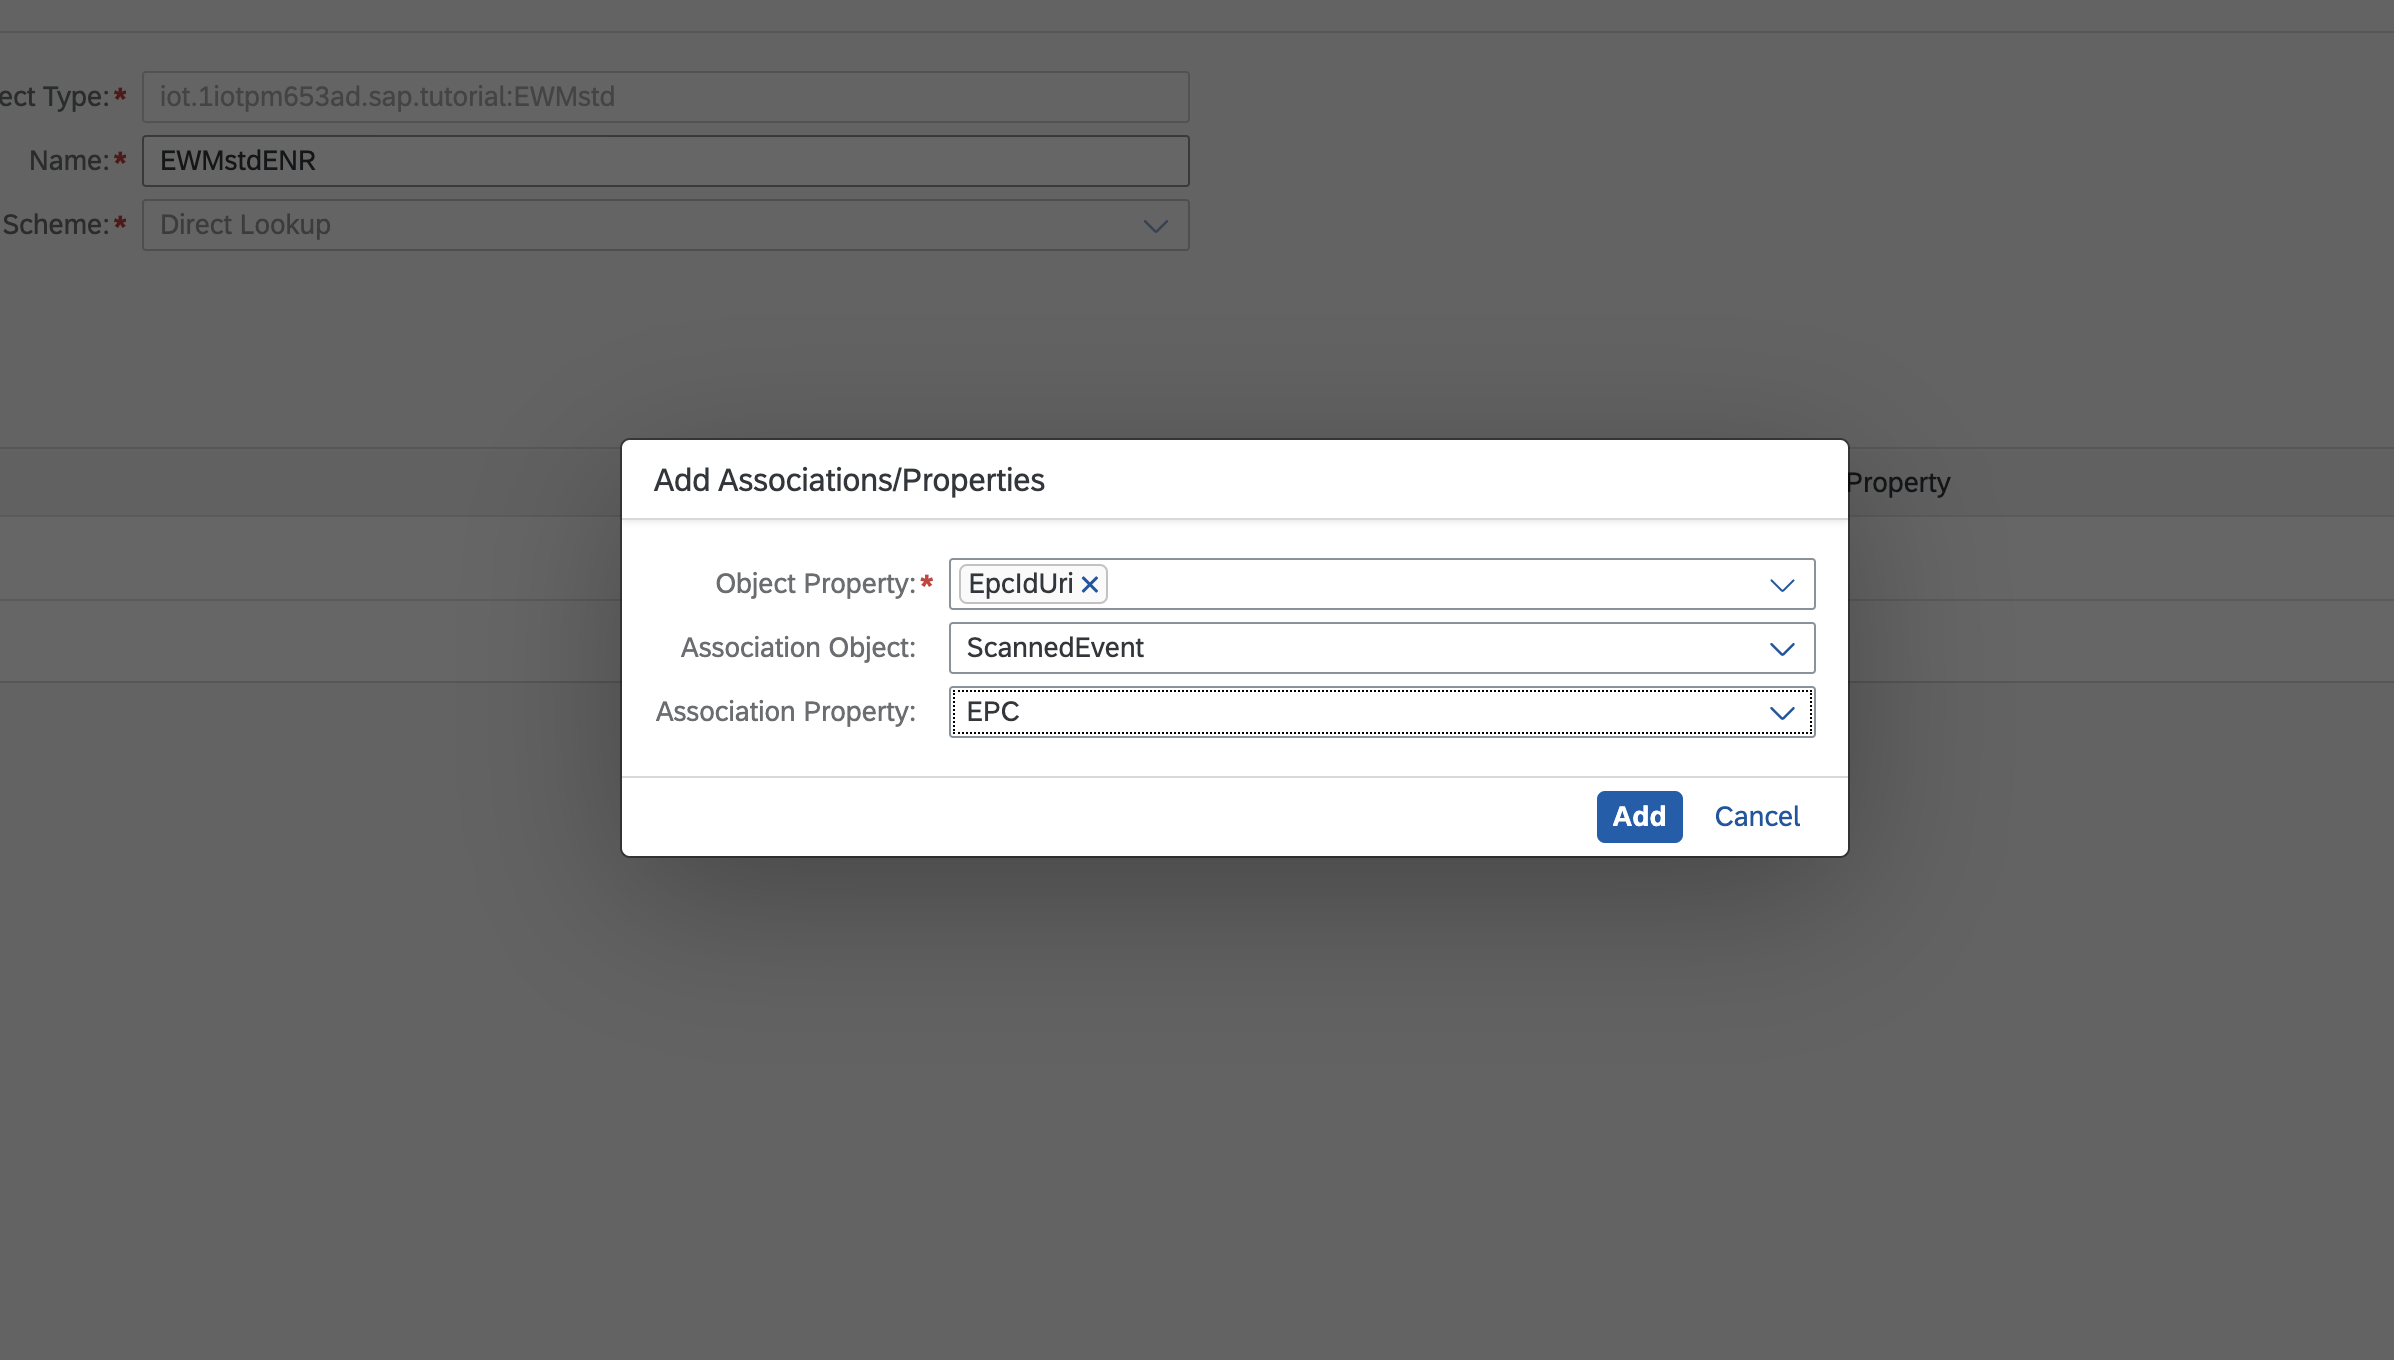 ect Type:* iot.1iotpm653ad.sap.tutorial:EWMstd
Name:* EWMstdENR
Scheme:* Direct Lookup
Property
Add Associations/Properties
Object Property:* EpcIdUri
Association Object: ScannedEvent
Association Property: EPC
Add Cancel